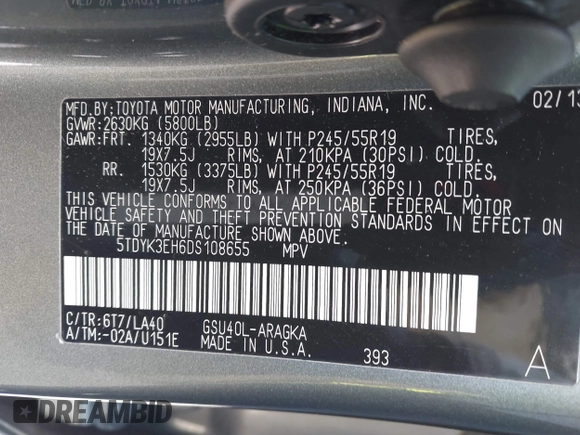 MFD.BY:TOYOTA MOTOR MANUFACTURING, INDIANA, INC. 02/13
GVWR:2630KG (5800LB)
GAWR:FRT. 1340KG (2955LB) WITH P245/55R19 TIRES,
19X7.5J RIMS, AT 210KPA (30PSI) COLD.
RR. 1530KG (3375LB) WITH P245/55R19 TIRES,
19X7.5J RIMS, AT 250KPA (36PSI) COLD.
THIS VEHICLE CONFORMS TO ALL APPLICABLE FEDERAL MOTOR
VEHICLE SAFETY AND THEFT PREVENTION STANDARDS IN EFFECT ON
THE DATE OF MANUFACTURE SHOWN ABOVE.
5TDYK3EH6DS108655 MPV
C/TR:6T7/LA40 GSU40L-ARAGKA
A/TM:-02A/U151E MADE IN U.S.A. 393 A
DREAMBID